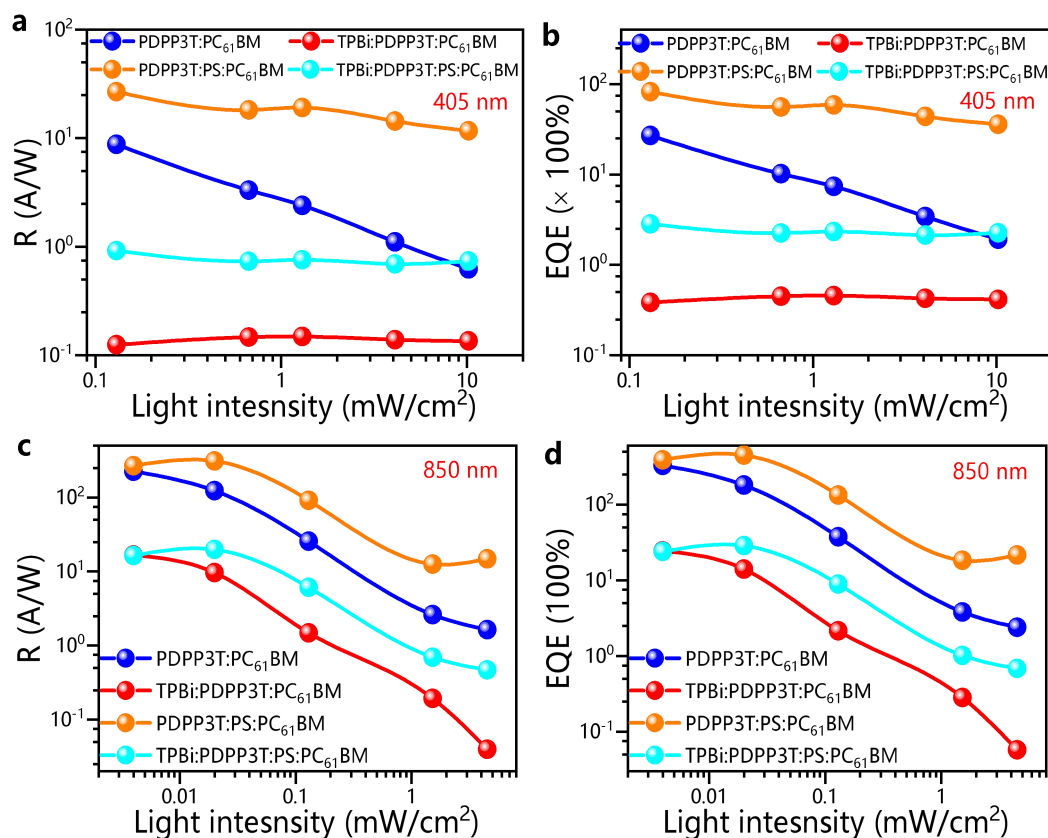 a
10²
10¹
10⁰
10⁻¹
R (A/W)
PDPP3T:PC₆₁BM
TPBi:PDPP3T:PC₆₁BM
PDPP3T:PS:PC₆₁BM
TPBi:PDPP3T:PS:PC₆₁BM
405 nm
0.1
1
10
Light intesnsity (mW/cm²)
b
10²
10¹
10⁰
10⁻¹
EQE (× 100%)
PDPP3T:PC₆₁BM
TPBi:PDPP3T:PC₆₁BM
PDPP3T:PS:PC₆₁BM
TPBi:PDPP3T:PS:PC₆₁BM
405 nm
0.1
1
10
Light intesnsity (mW/cm²)
c
10²
10¹
10⁰
10⁻¹
R (A/W)
850 nm
PDPP3T:PC₆₁BM
TPBi:PDPP3T:PC₆₁BM
PDPP3T:PS:PC₆₁BM
TPBi:PDPP3T:PS:PC₆₁BM
0.01
0.1
1
Light intesnsity (mW/cm²)
d
10²
10¹
10⁰
10⁻¹
EQE (100%)
850 nm
PDPP3T:PC₆₁BM
TPBi:PDPP3T:PC₆₁BM
PDPP3T:PS:PC₆₁BM
TPBi:PDPP3T:PS:PC₆₁BM
0.01
0.1
1
Light intesnsity (mW/cm²)